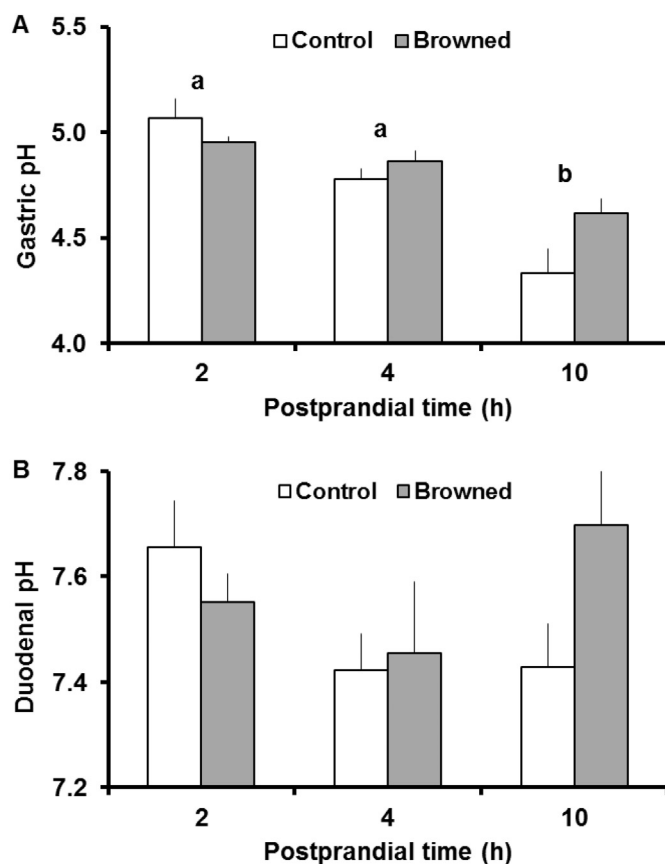 A
5.5
Control Browned
a
5.0
a
b
Gastric pH
4.5
4.0
2 4 10
Postprandial time (h)
B
7.8
Control Browned
7.6
Duodenal pH
7.4
7.2
2 4 10
Postprandial time (h)